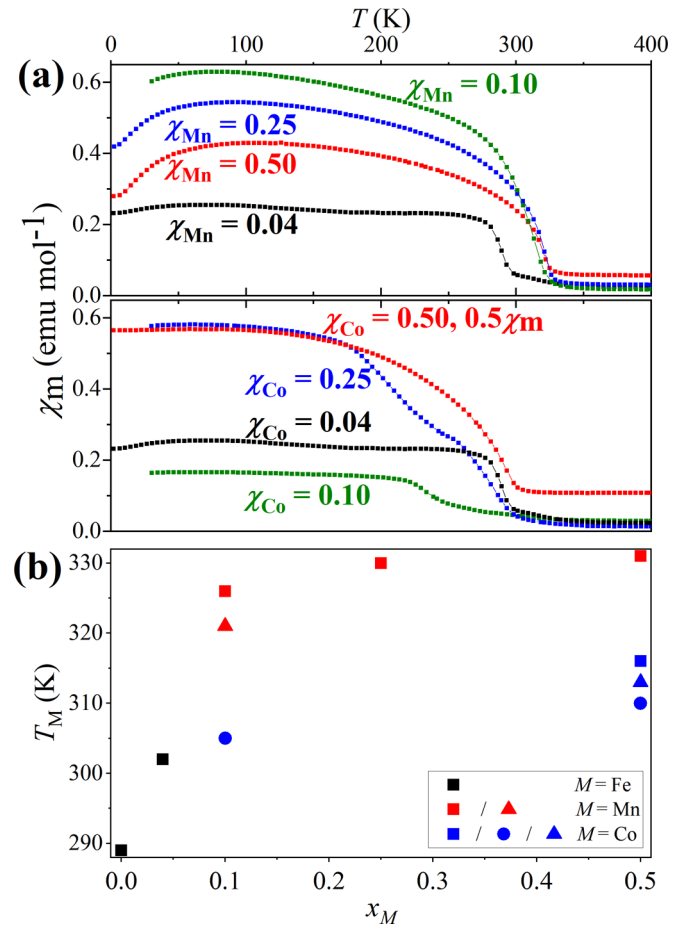 T (K)
0 100 200 300 400
(a)
0.6
0.4
0.2
0.0
χMn = 0.10
χMn = 0.25
χMn = 0.50
χMn = 0.04
χm (emu mol⁻¹)
0.6
0.4
0.2
0.0
χCo = 0.50, 0.5χm
χCo = 0.25
χCo = 0.04
χCo = 0.10
(b)
330
320
310
300
290
TM (K)
M = Fe
/ M = Mn
/ / M = Co
0.0 0.1 0.2 0.3 0.4 0.5
xM